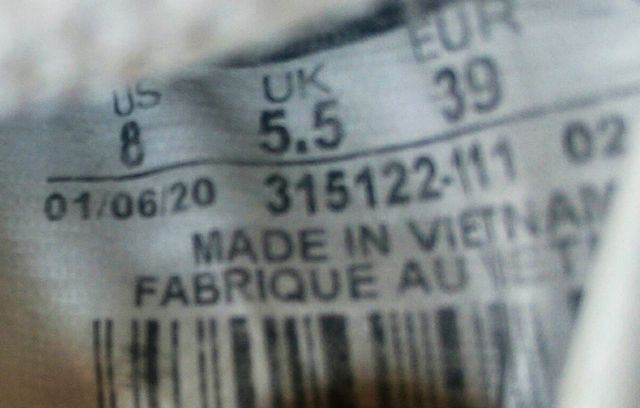 US UK EUR
8 5.5 39
01/06/20 315122-111 02
MADE IN VIETNAM
FABRIQUE AU